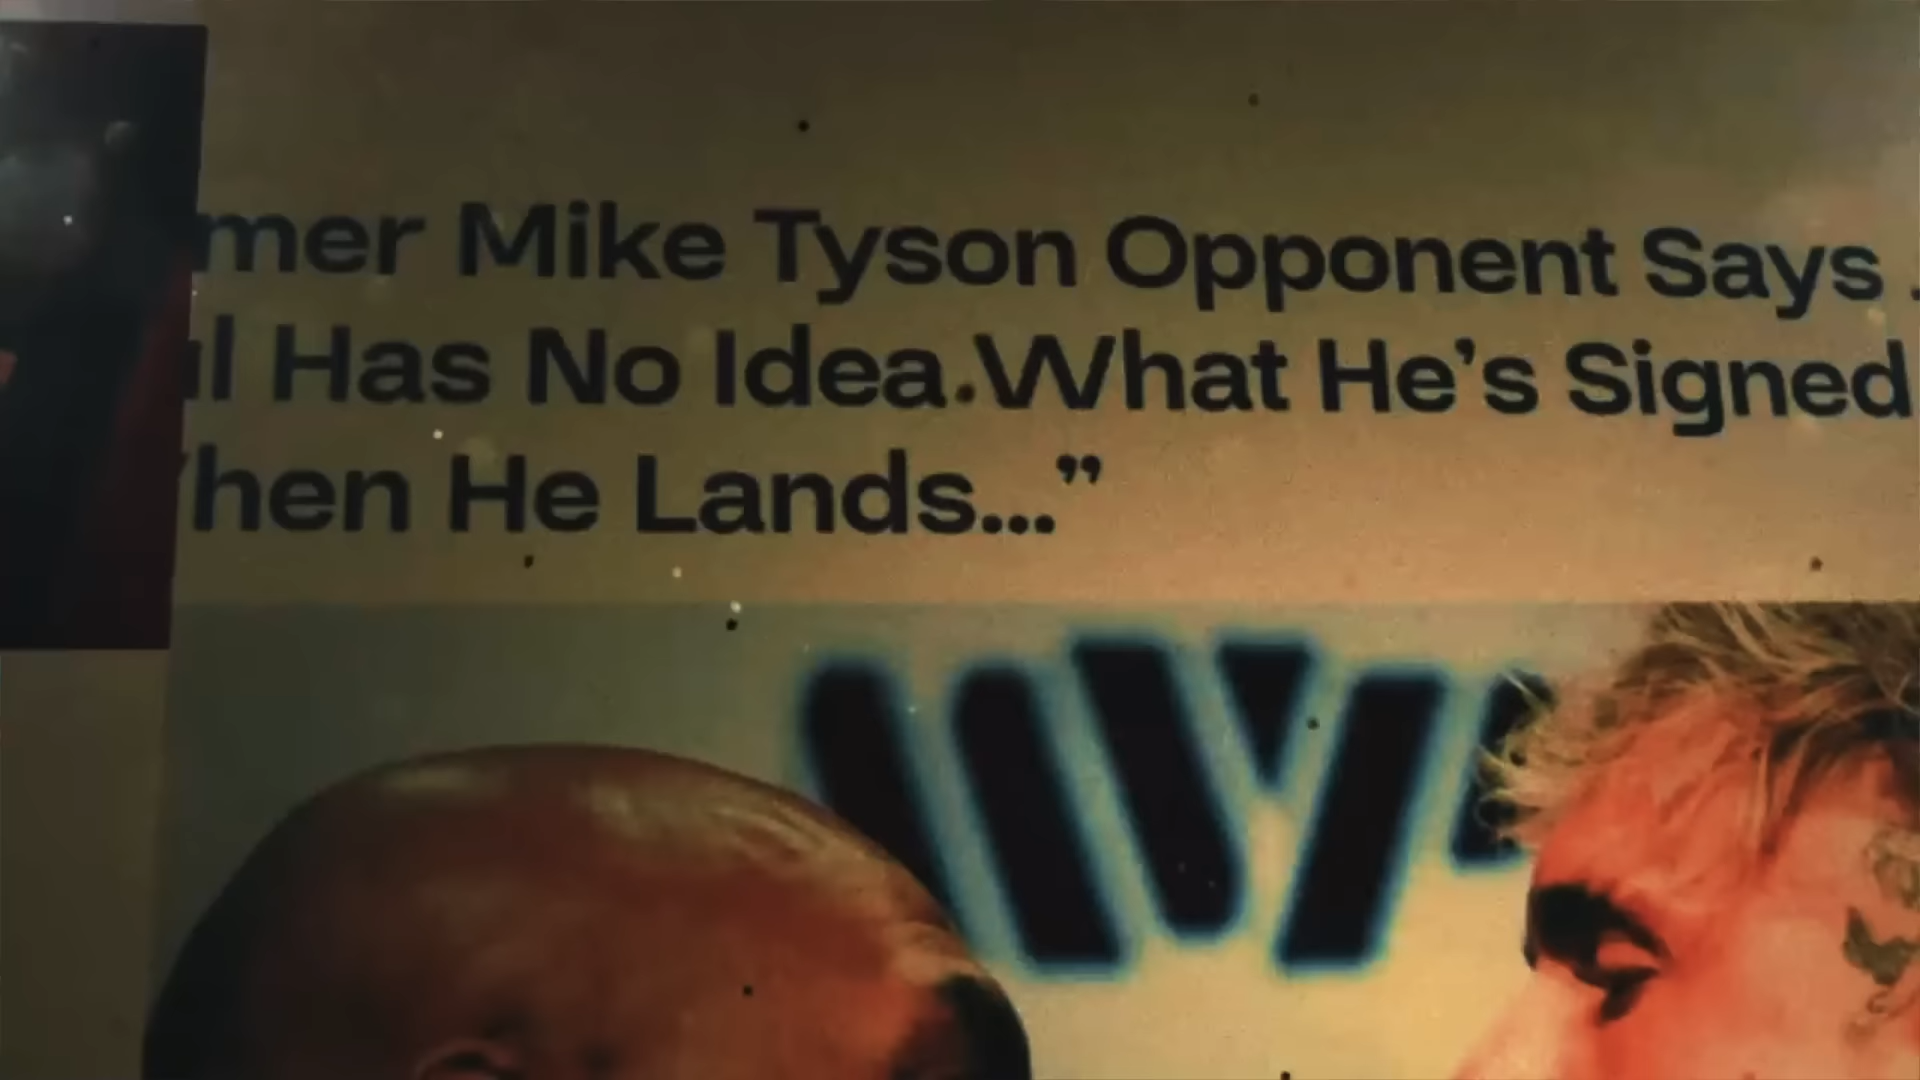 mer Mike Tyson Opponent Says
Has No Idea What He's Signed
hen He Lands..."